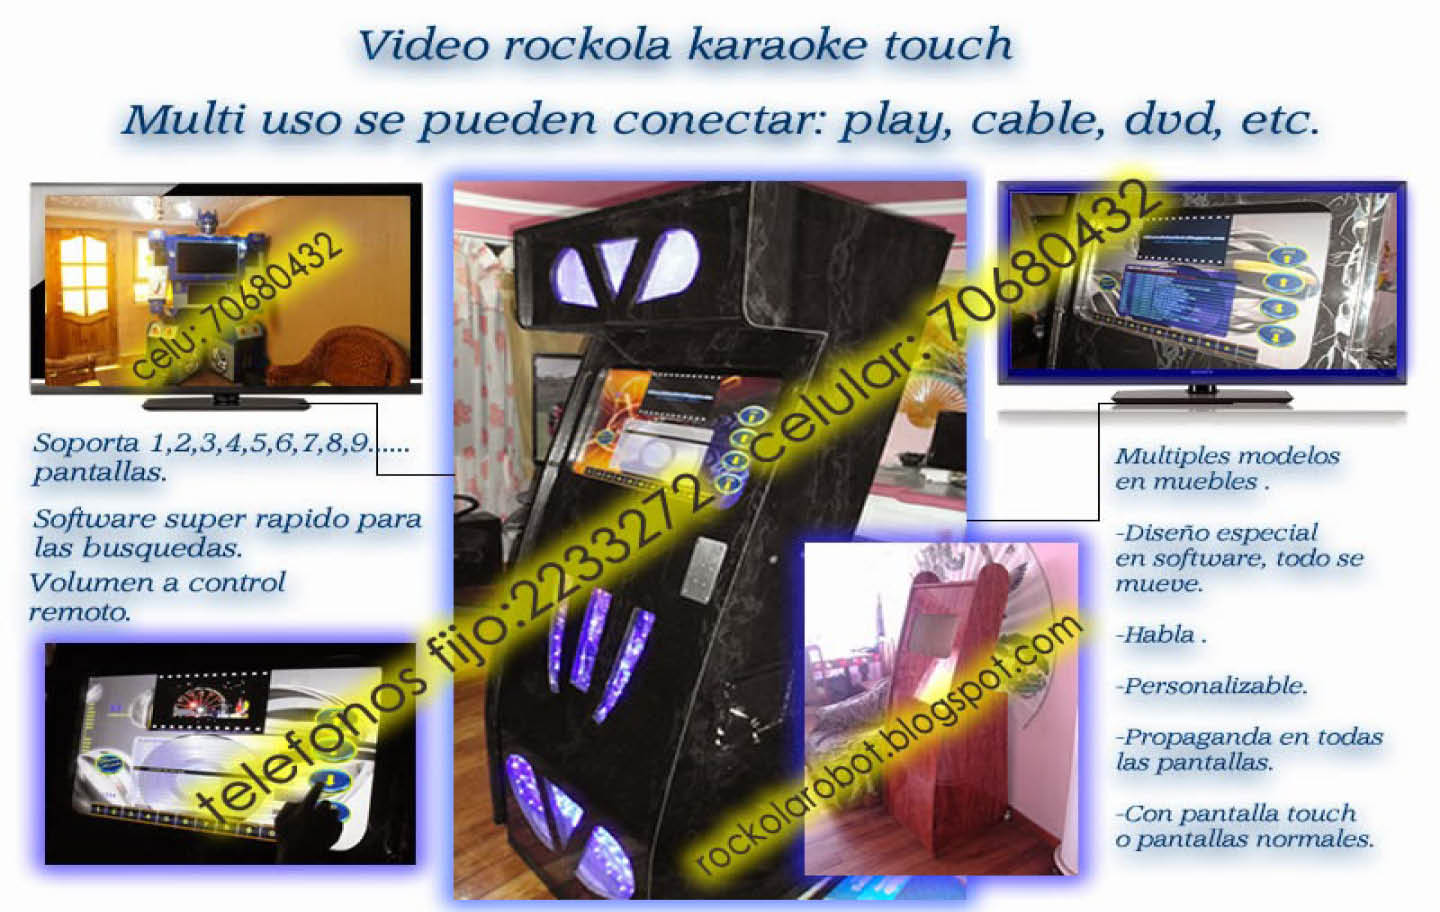 Video rockola karaoke touch
Multi uso se pueden conectar: play, cable, dvd, etc.
celu: 70680432
Soporta 1,2,3,4,5,6,7,8,9......
pantallas.
Software super rapido para
las busquedas.
Volumen a control
remoto.
telefonos fijo:2233272 celular: 70680432
rockolarobot.blogspot.com
Multiples modelos
en muebles .
-Diseño especial
en software, todo se
mueve.
-Habla .
-Personalizable.
-Propaganda en todas
las pantallas.
-Con pantalla touch
o pantallas normales.